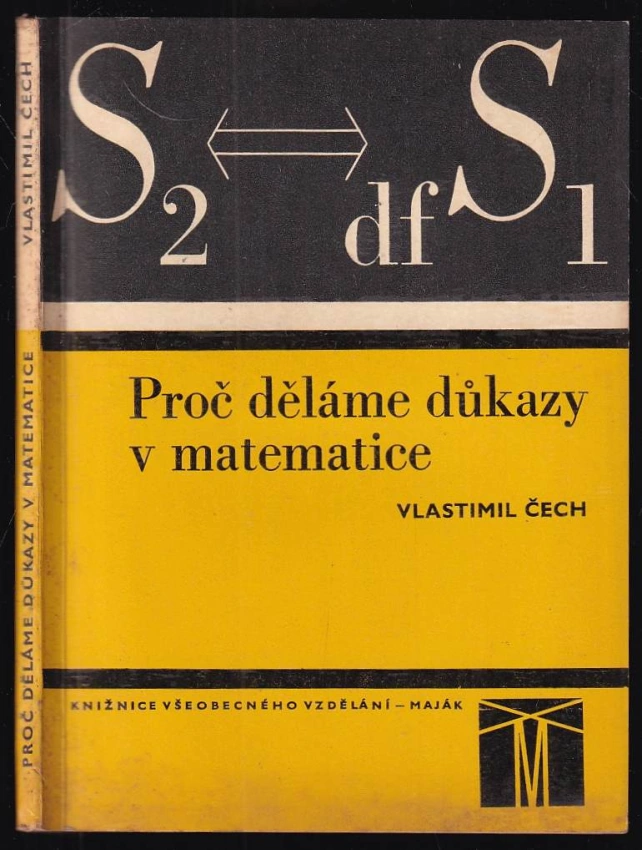 S₂ ⇔ df S₁
Proč děláme důkazy
v matematice
VLASTIMIL ČECH
KNIŽNICE VŠEOBECNÉHO VZDĚLÁNÍ – MAJÁK
M
PROČ DĚLÁME DŮKAZY V MATEMATICE VLASTIMIL ČECH